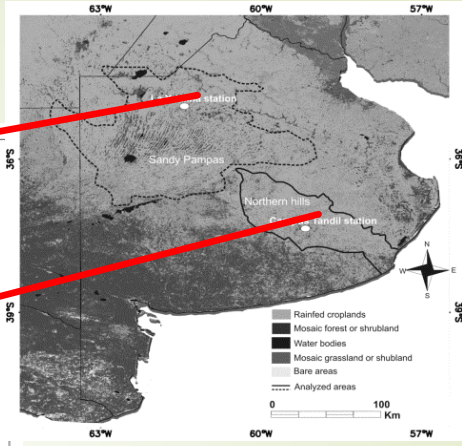 63°W 60°W 57°W
station
36°S 36°S
Sandy Pampas
Northern hills
Tandil station
N
W E
S
39°S 39°S
Rainfed croplands
Mosaic forest or shrubland
Water bodies
Mosaic grassland or shubland
Bare areas
Analyzed areas
0 100
Km
63°W 60°W 57°W